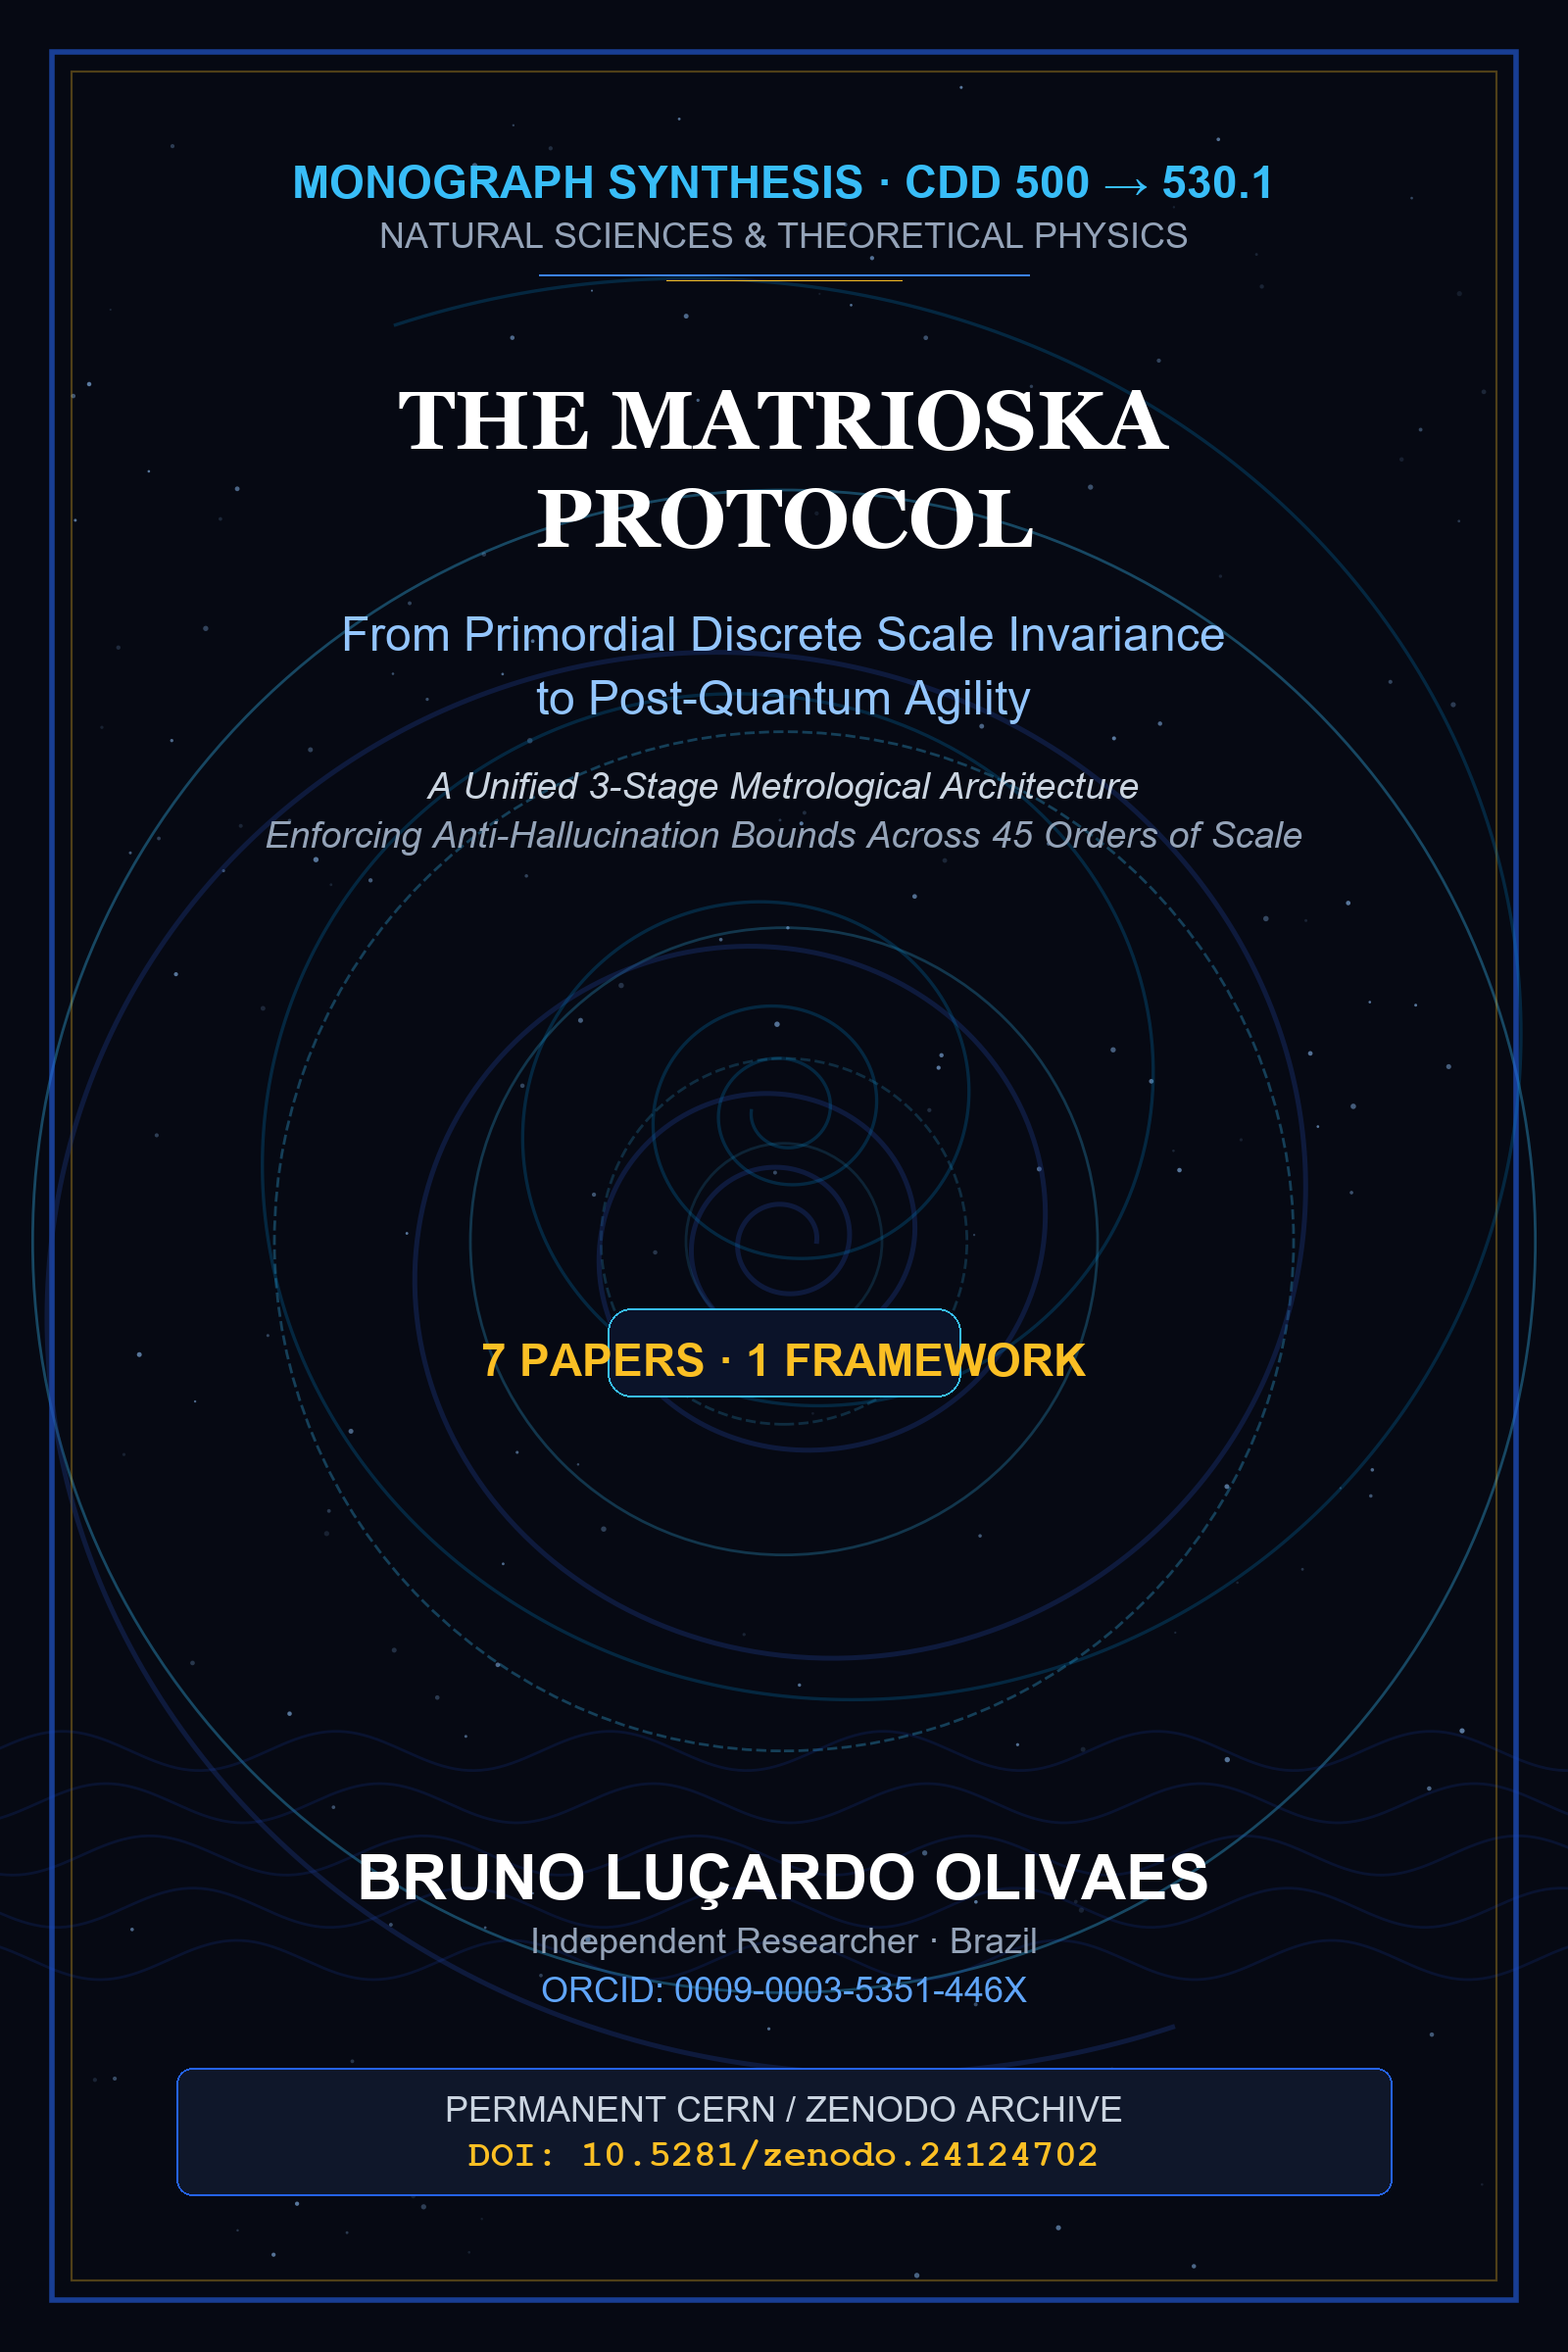 MONOGRAPH SYNTHESIS · CDD 500 → 530.1
NATURAL SCIENCES & THEORETICAL PHYSICS
THE MATRIOSKA
PROTOCOL
From Primordial Discrete Scale Invariance
to Post-Quantum Agility
A Unified 3-Stage Metrological Architecture
Enforcing Anti-Hallucination Bounds Across 45 Orders of Scale
7 PAPERS · 1 FRAMEWORK
BRUNO LUÇARDO OLIVAES
Independent Researcher · Brazil
ORCID: 0009-0003-5351-446X
PERMANENT CERN / ZENODO ARCHIVE
DOI: 10.5281/zenodo.24124702